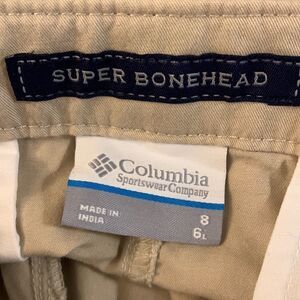 SUPER BONEHEAD
Columbia
Sportswear Company
MADE IN
INDIA
8
6L